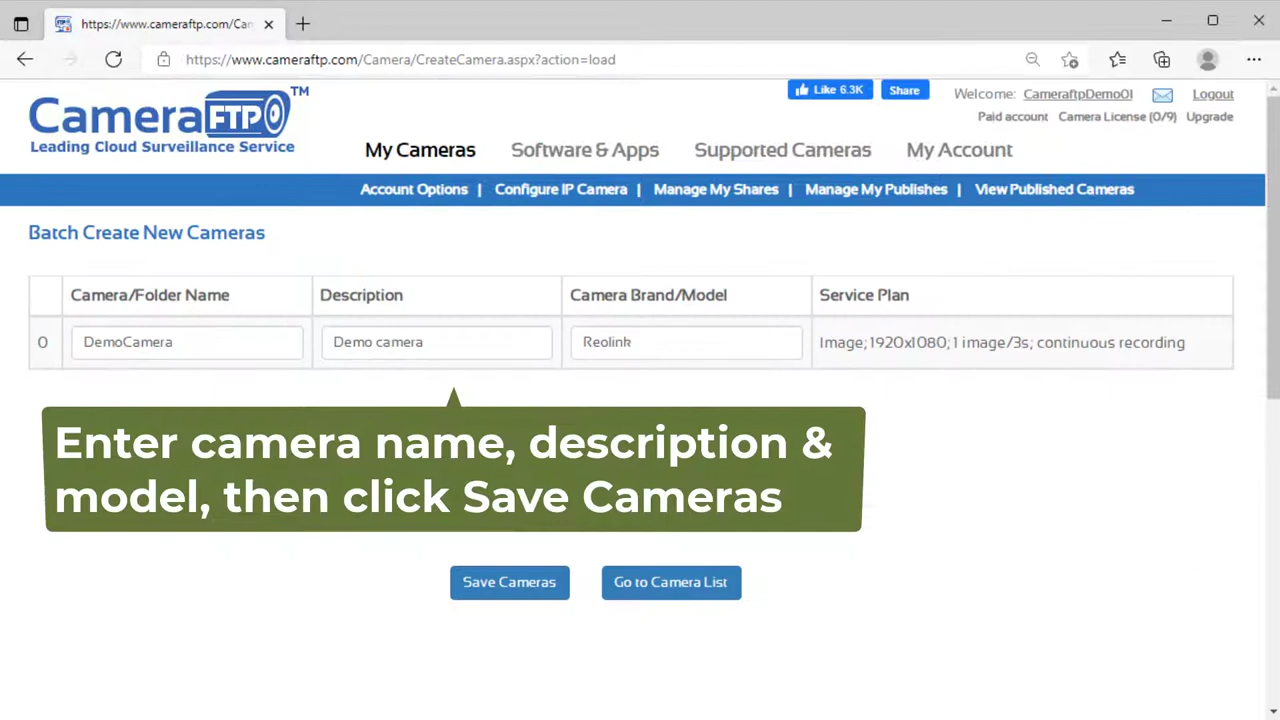 https://www.cameraftp.com/Can
https://www.cameraftp.com/Camera/CreateCamera.aspx?action=load
Like 6.3K
Share
Welcome: CameraftpDemo01
Logout
Paid account Camera License (0/9) Upgrade
CameraFTP TM
Leading Cloud Surveillance Service
My Cameras Software & Apps Supported Cameras My Account
Account Options | Configure IP Camera | Manage My Shares | Manage My Publishes | View Published Cameras
Batch Create New Cameras
Camera/Folder Name Description Camera Brand/Model Service Plan
0 DemoCamera Demo camera Reolink Image; 1920x1080; 1 image/3s; continuous recording
Enter camera name, description &
model, then click Save Cameras
Save Cameras Go to Camera List